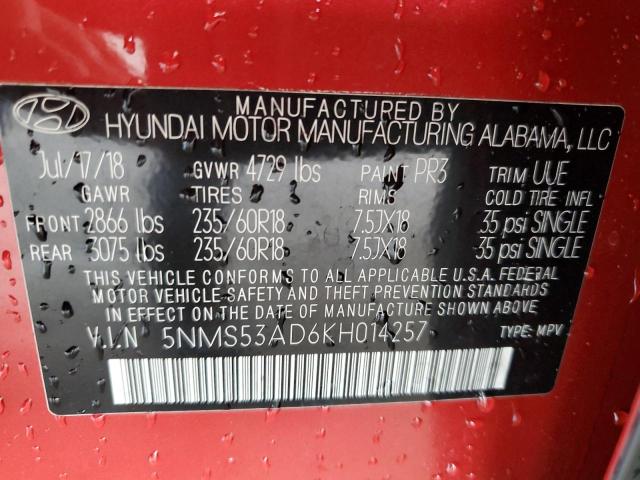 MANUFACTURED BY
HYUNDAI MOTOR MANUFACTURING ALABAMA, LLC
Jul/17/18 GVWR 4729 lbs PAINT PR3 TRIM UUE
GAWR TIRES RIMS COLD TIRE INFL
FRONT 2866 lbs 235/60R18 7.5JX18 35 psi SINGLE
REAR 3075 lbs 235/60R18 7.5JX18 35 psi SINGLE
THIS VEHICLE CONFORMS TO ALL APPLICABLE U.S.A. FEDERAL
MOTOR VEHICLE SAFETY AND THEFT PREVENTION STANDARDS
IN EFFECT ON THE DATE OF MANUFACTURE SHOWN ABOVE.
V.I.N 5NMS53AD6KH014257 TYPE: MPV